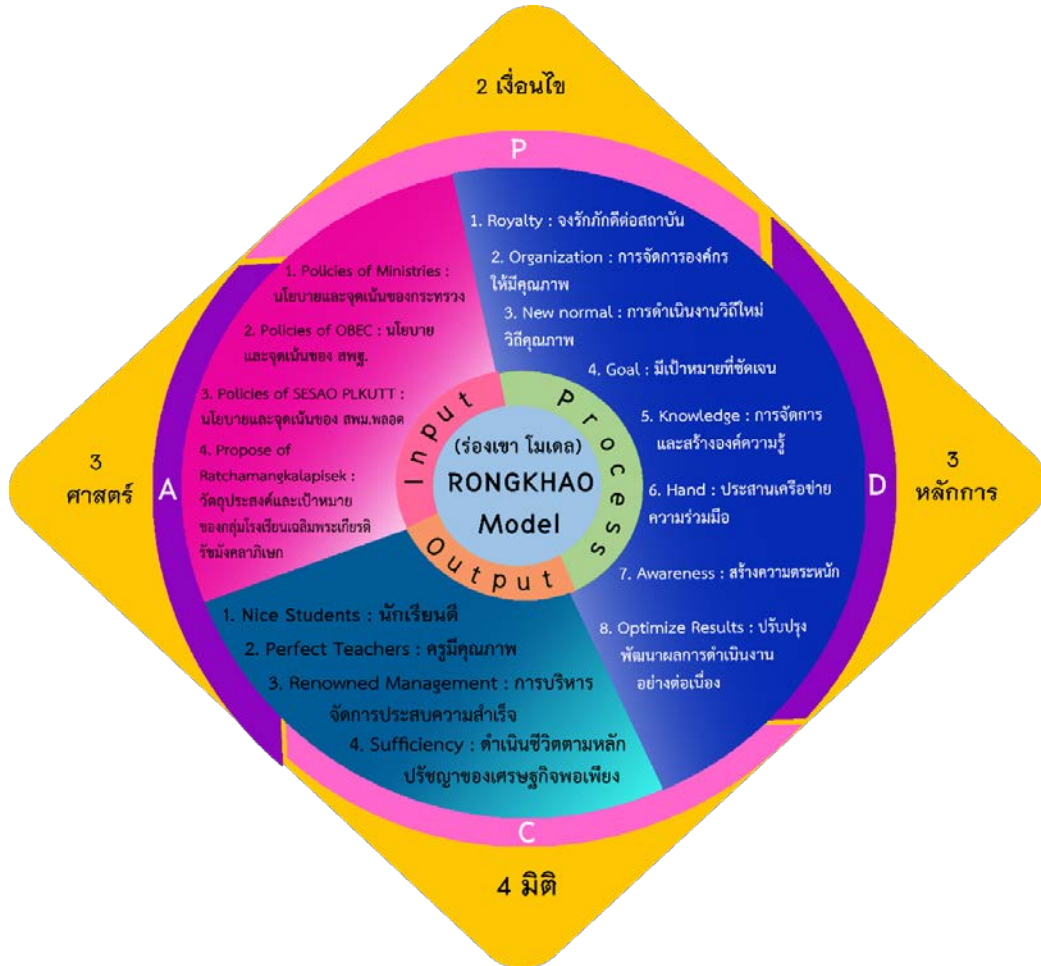 2 เงื่อนไข
P
1. Royalty : จงรักภักดีต่อสถาบัน
2. Organization : การจัดการองค์กร
ให้มีคุณภาพ
3. New normal : การดำเนินงานวิถีใหม่
วิถีคุณภาพ
4. Goal : มีเป้าหมายที่ชัดเจน
5. Knowledge : การจัดการ
และสร้างองค์ความรู้
6. Hand : ประสานเครือข่าย
ความร่วมมือ
7. Awareness : สร้างความตระหนัก
8. Optimize Results : ปรับปรุง
พัฒนาผลการดำเนินงาน
อย่างต่อเนื่อง
1. Policies of Ministries :
นโยบายและจุดเน้นของกระทรวง
2. Policies of OBEC : นโยบาย
และจุดเน้นของ สพฐ.
3. Policies of SESAO PLKUTT :
นโยบายและจุดเน้นของ สพม.พลอต
4. Propose of
Ratchamangkalapisek :
วัตถุประสงค์และเป้าหมาย
ของกลุ่มโรงเรียนเฉลิมพระเกียรติ
รัชมังคลาภิเษก
Input
Process
Output
(ร่องเขา โมเดล)
RONGKHAO
Model
3
ศาสตร์
A
D
3
หลักการ
1. Nice Students : นักเรียนดี
2. Perfect Teachers : ครูมีคุณภาพ
3. Renowned Management : การบริหาร
จัดการประสบความสำเร็จ
4. Sufficiency : ดำเนินชีวิตตามหลัก
ปรัชญาของเศรษฐกิจพอเพียง
C
4 มิติ